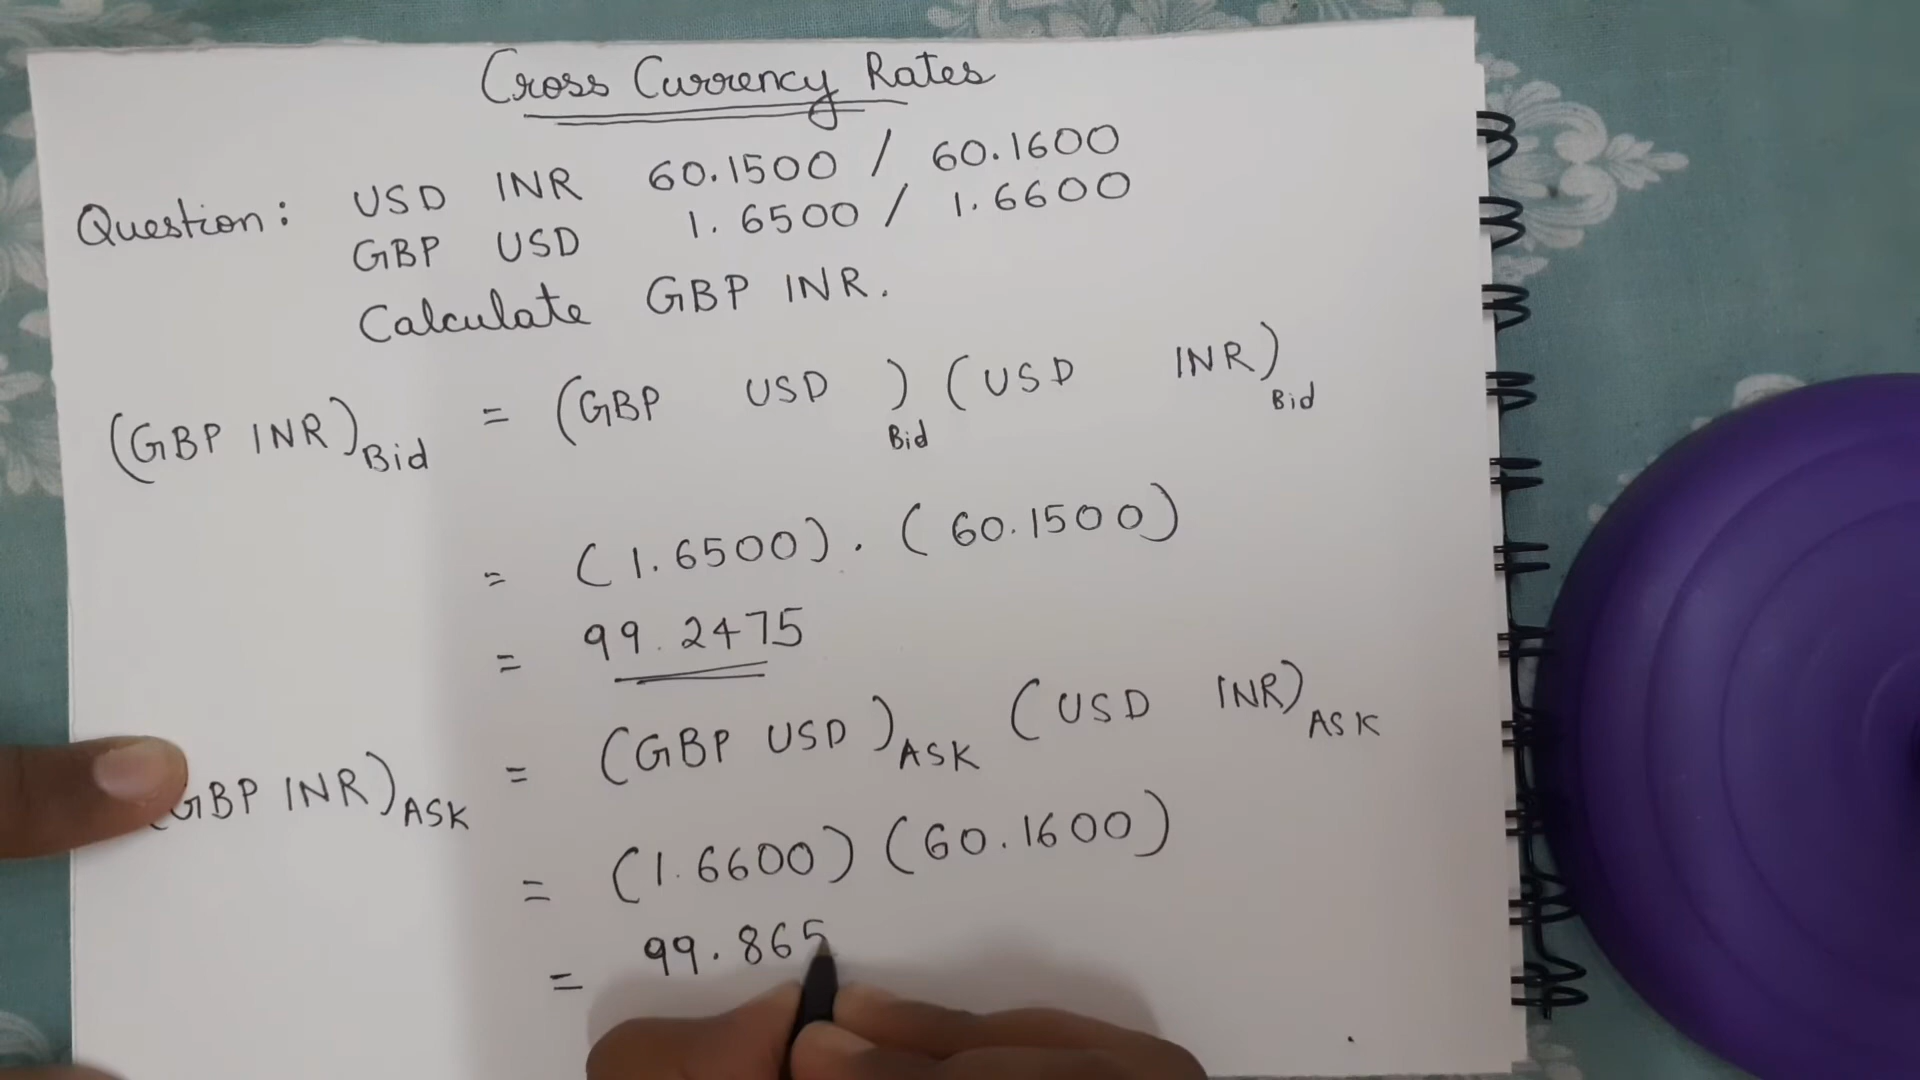 Cross Currency Rates
Question: USD INR 60.1500 / 60.1600
GBP USD 1.6500 / 1.6600
Calculate GBP INR.
(GBP INR)Bid = (GBP USD)Bid (USD INR)Bid
= (1.6500) . (60.1500)
= 99.2475
GBP INR)ASK = (GBP USD)ASK (USD INR)ASK
= (1.6600) (60.1600)
= 99.865